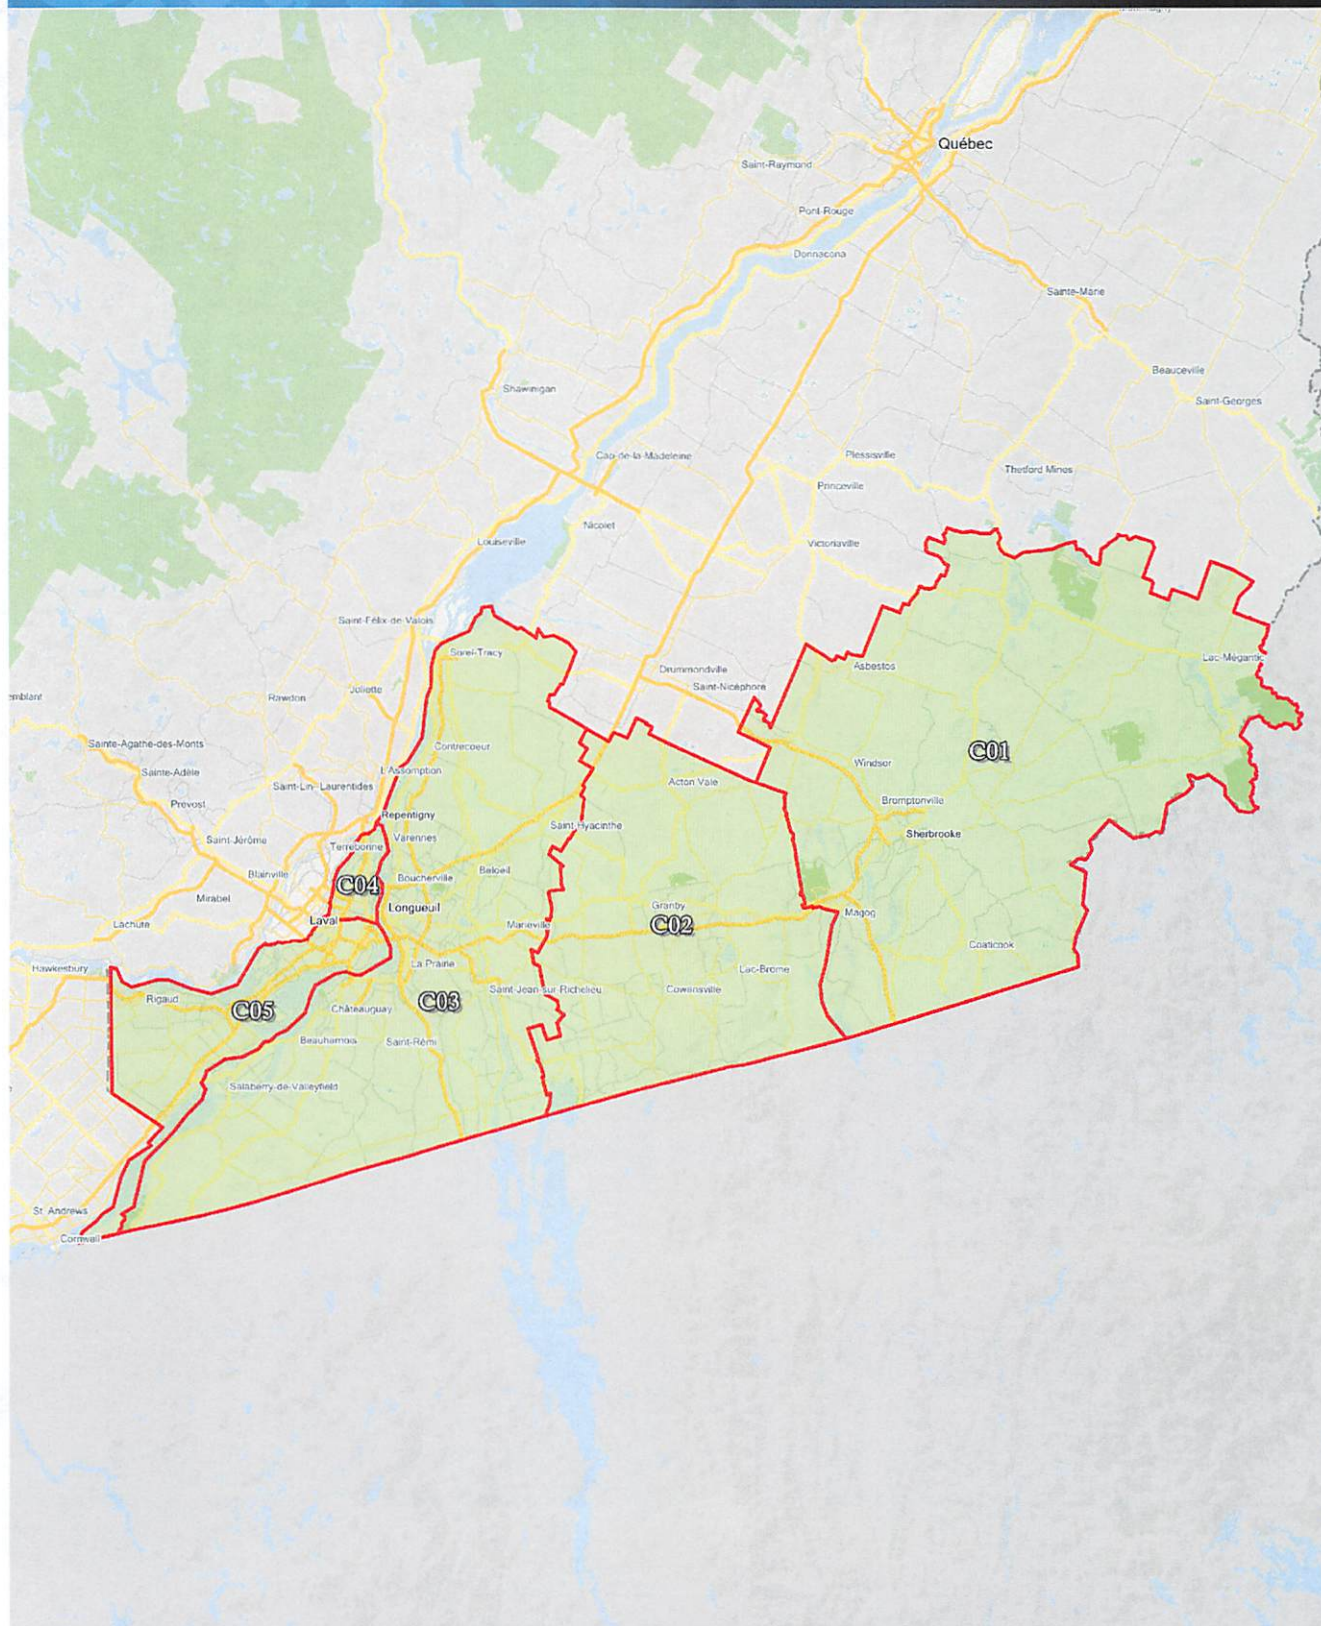 Québec
Saint-Raymond
Pont-Rouge
Donnacona
Sainte-Marie
Beauceville
Shawinigan
Saint-Georges
Cap-de-la-Madeleine
Plessisville
Thetford Mines
Princeville
Nicolet
Louiseville
Victoriaville
Saint-Félix-de-Valois
Sorel-Tracy
Lac-Mégantic
Asbestos
Drummondville
Saint-Nicéphore
emblant
Rawdon
Joliette
Sainte-Agathe-des-Monts
Contrecoeur
C01
Windsor
Sainte-Adèle
L'Assomption
Acton Vale
Saint-Lin-Laurentides
Prévost
Bromptonville
Repentigny
Saint-Hyacinthe
Sherbrooke
Saint-Jérôme
Varennes
Terrebonne
Blainville
Beloeil
Boucherville
C04
Mirabel
Granby
Longueuil
Magog
Lachute
Laval
Marieville
C02
Coaticook
La Prairie
Hawkesbury
Lac-Brome
Rigaud
Saint-Jean-sur-Richelieu
Cowansville
C03
C05
Châteauguay
Beauharnois
Saint-Rémi
Salaberry-de-Valleyfield
St. Andrews
Cornwall